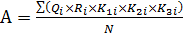 A = ∑(Qᵢ×Rᵢ×K₁ᵢ×K₂ᵢ×K₃ᵢ) / N